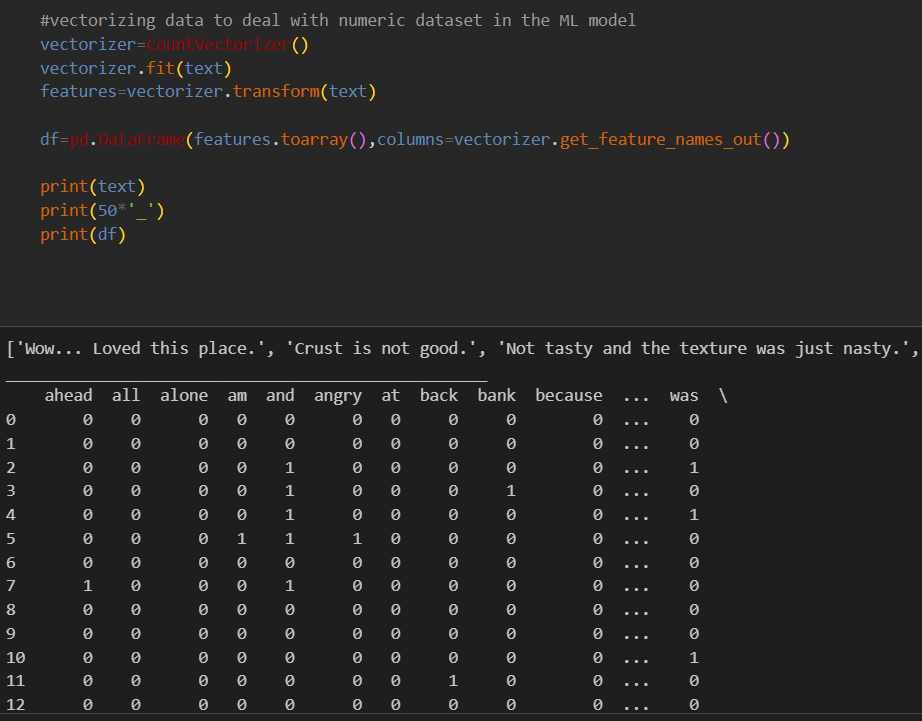 #vectorizing data to deal with numeric dataset in the ML model
vectorizer=CountVectorizer()
vectorizer.fit(text)
features=vectorizer.transform(text)
df=pd.DataFrame(features.toarray(),columns=vectorizer.get_feature_names_out())
print(text)
print(50*'_')
print(df)
['Wow... Loved this place.', 'Crust is not good.', 'Not tasty and the texture was just nasty.',
__________________________________________________
ahead all alone am and angry at back bank because ... was \
0 0 0 0 0 0 0 0 0 0 0 ... 0
1 0 0 0 0 0 0 0 0 0 0 ... 0
2 0 0 0 0 1 0 0 0 0 0 ... 1
3 0 0 0 0 1 0 0 0 1 0 ... 0
4 0 0 0 0 1 0 0 0 0 0 ... 1
5 0 0 0 1 1 1 0 0 0 0 ... 0
6 0 0 0 0 0 0 0 0 0 0 ... 0
7 1 0 0 0 1 0 0 0 0 0 ... 0
8 0 0 0 0 0 0 0 0 0 0 ... 0
9 0 0 0 0 0 0 0 0 0 0 ... 0
10 0 0 0 0 0 0 0 0 0 0 ... 1
11 0 0 0 0 0 0 0 1 0 0 ... 0
12 0 0 0 0 0 0 0 0 0 0 ... 0